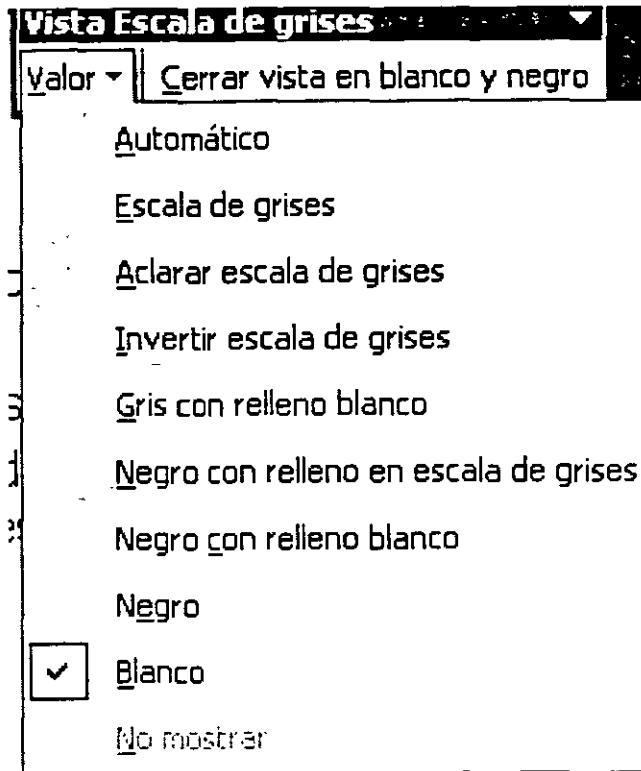 Vista Escala de grises
Valor Cerrar vista en blanco y negro
Automático
Escala de grises
Aclarar escala de grises
Invertir escala de grises
Gris con relleno blanco
Negro con relleno en escala de grises
Negro con relleno blanco
Negro
Blanco
No mostrar